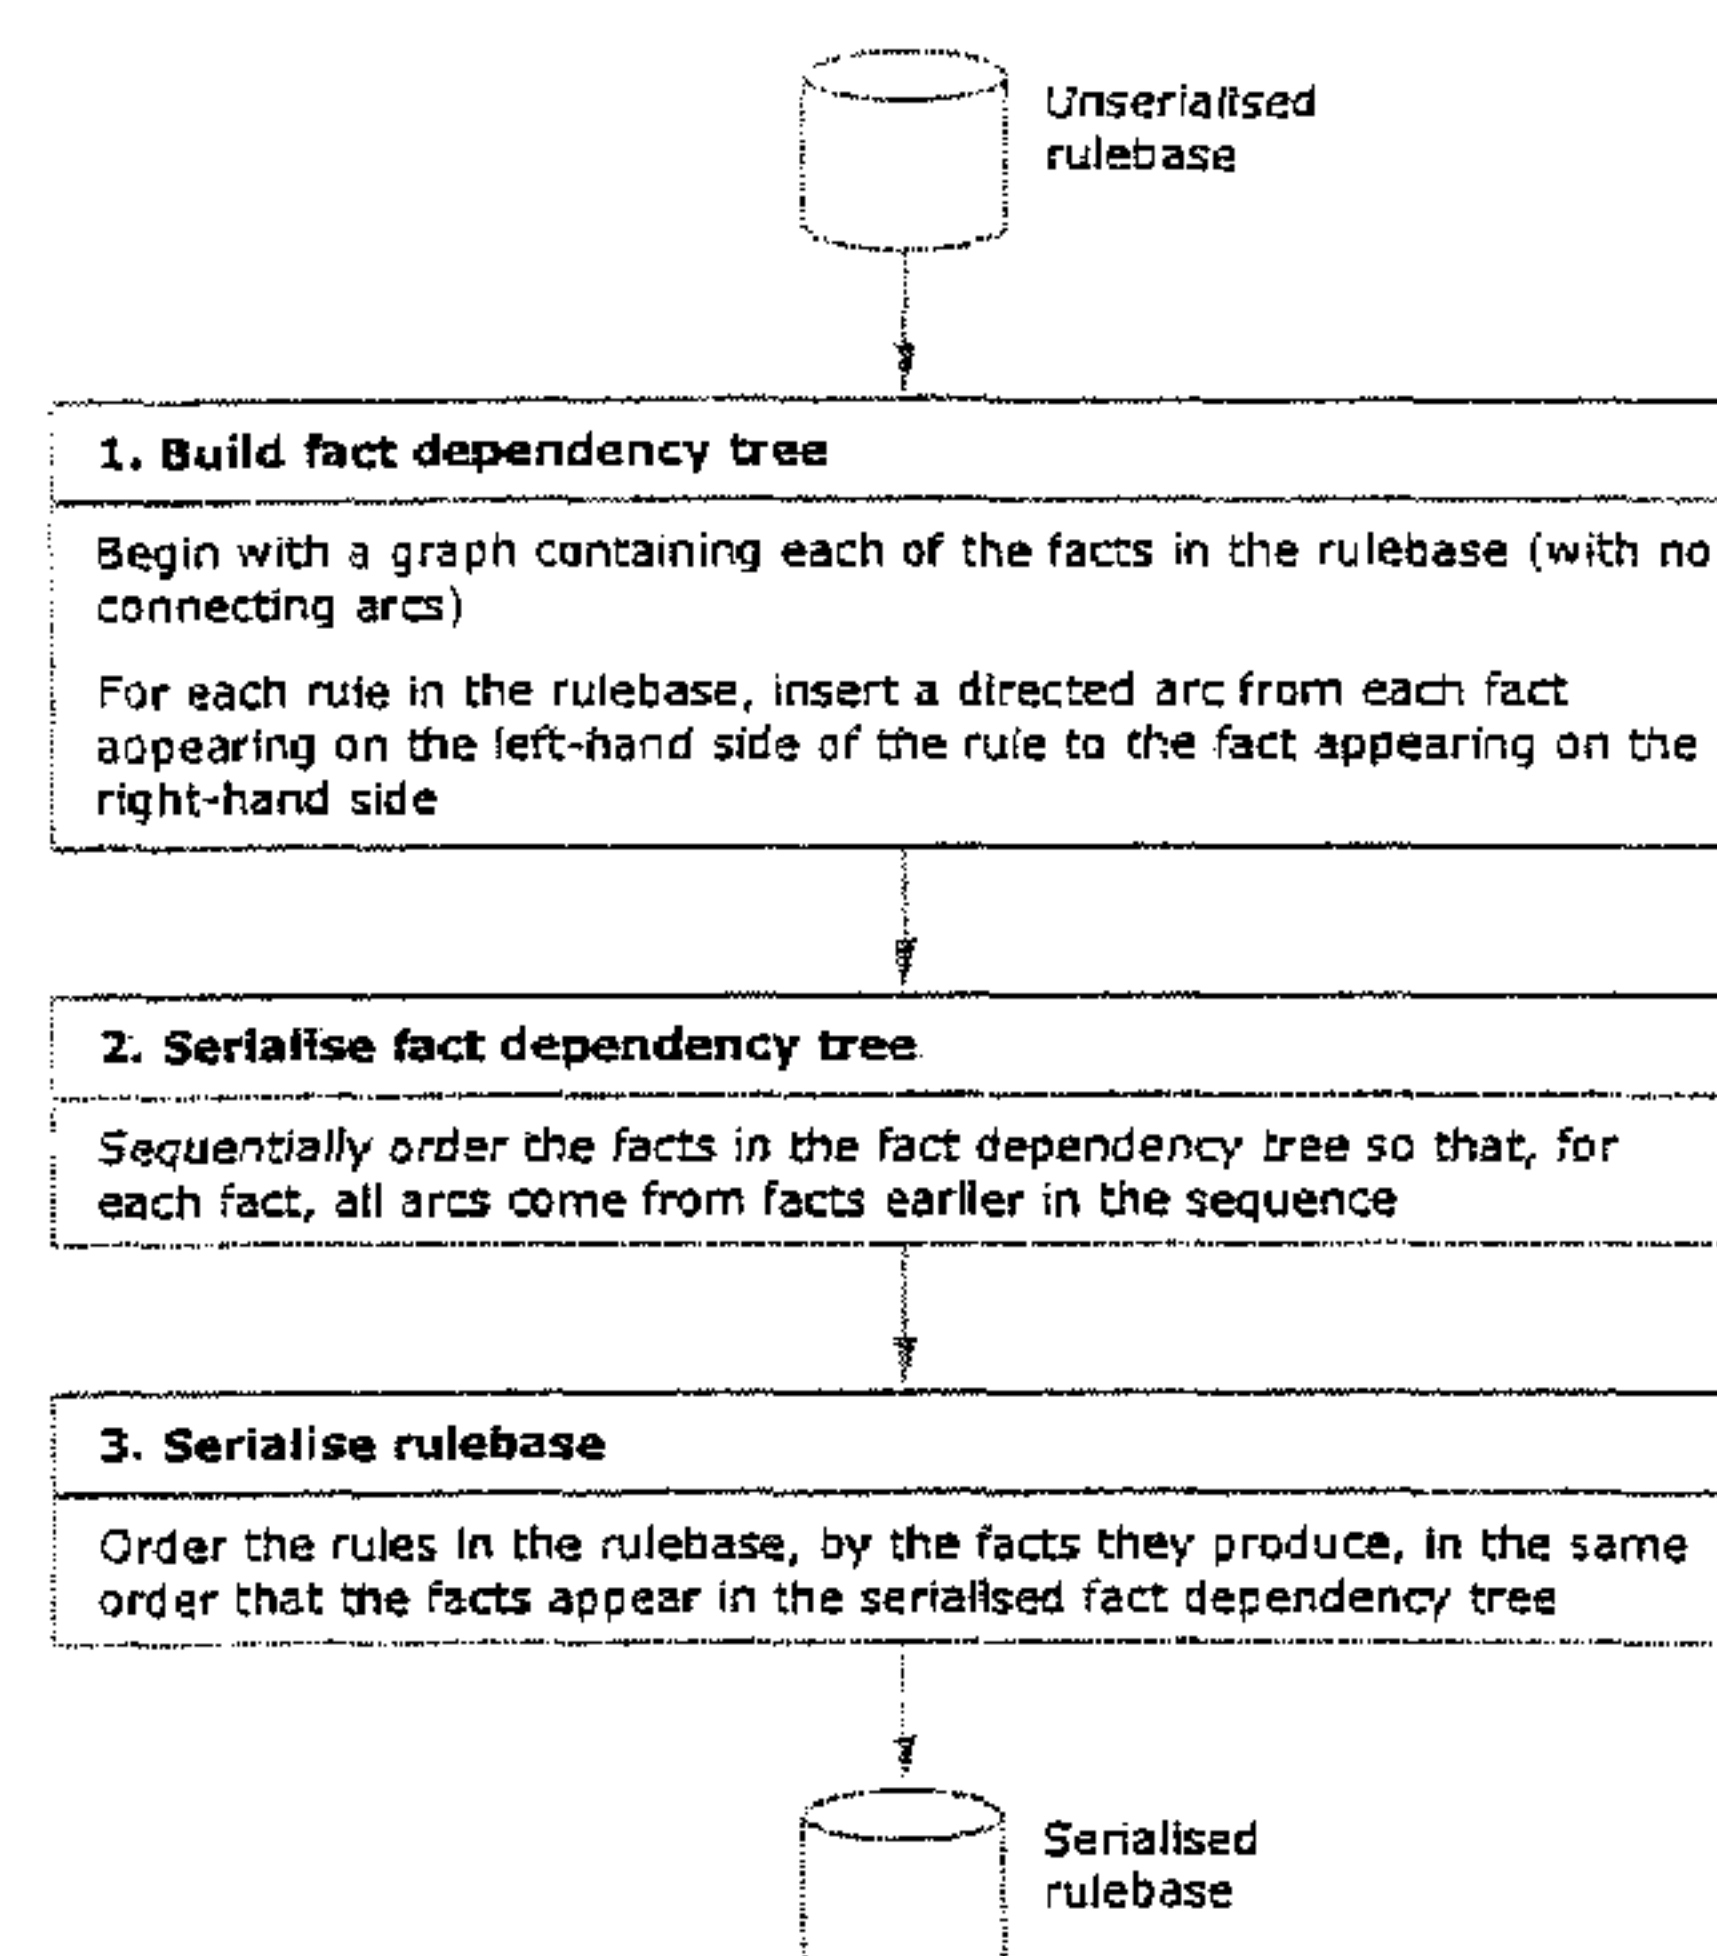 Unserialised
rulebase
1. Build fact dependency tree
Begin with a graph containing each of the facts in the rulebase (with no
connecting arcs)
For each rule in the rulebase, insert a directed arc from each fact
appearing on the left-hand side of the rule to the fact appearing on the
right-hand side
2. Serialise fact dependency tree
Sequentially order the facts in the fact dependency tree so that, for
each fact, all arcs come from facts earlier in the sequence
3. Serialise rulebase
Order the rules in the rulebase, by the facts they produce, in the same
order that the facts appear in the serialised fact dependency tree
Serialised
rulebase